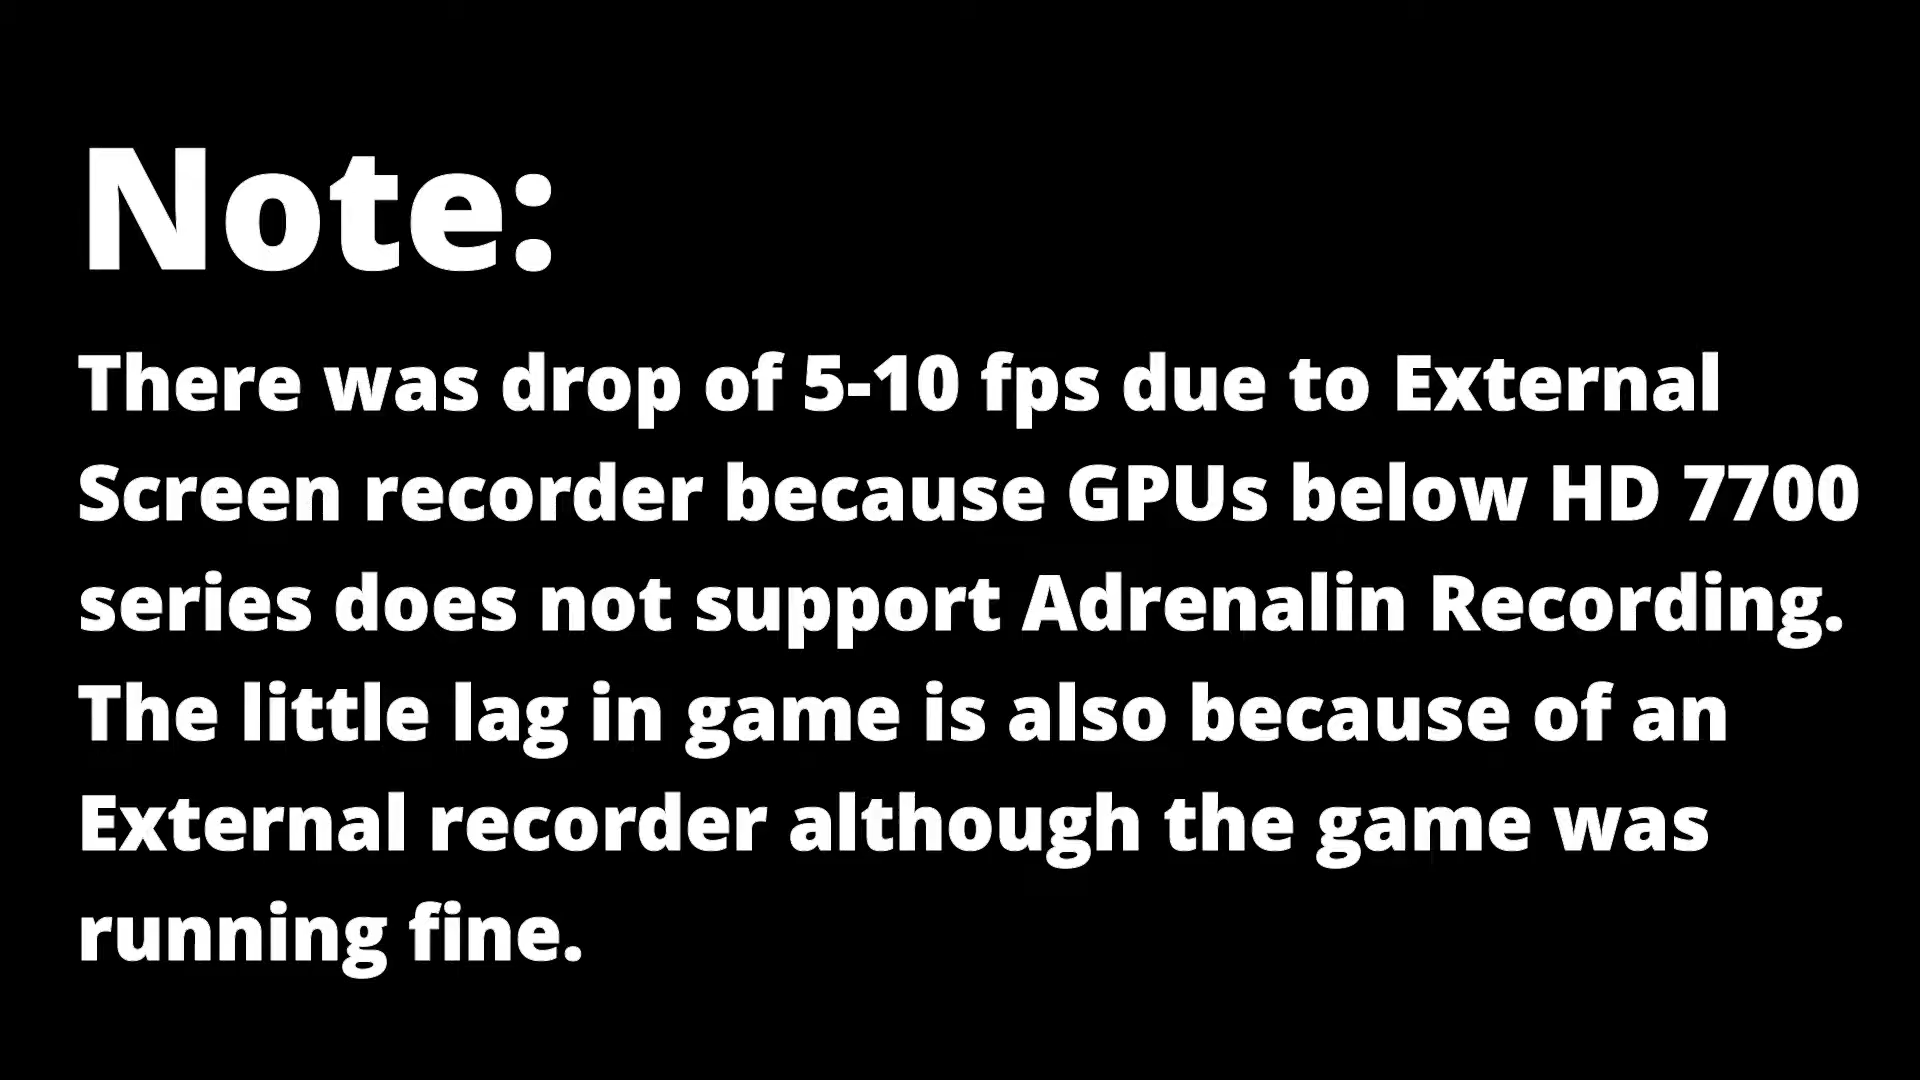 Note:
There was drop of 5-10 fps due to External
Screen recorder because GPUs below HD 7700
series does not support Adrenalin Recording.
The little lag in game is also because of an
External recorder although the game was
running fine.